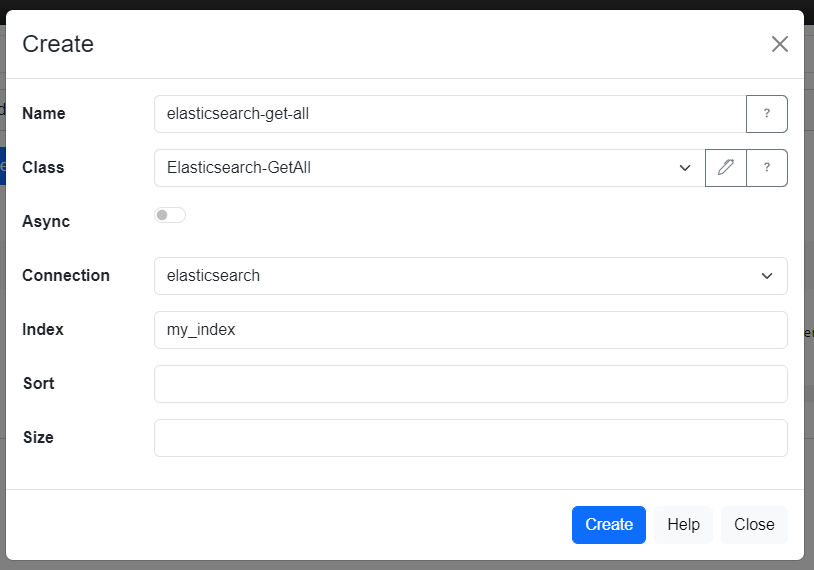 Create
Name elasticsearch-get-all ?
Class Elasticsearch-GetAll ?
Async
Connection elasticsearch
Index my_index
Sort
Size
Create Help Close